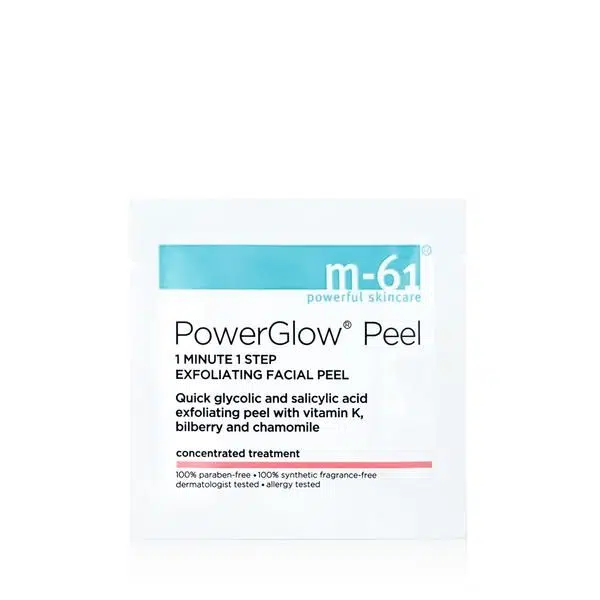 m-61®
powerful skincare
PowerGlow® Peel
1 MINUTE 1 STEP
EXFOLIATING FACIAL PEEL
Quick glycolic and salicylic acid
exfoliating peel with vitamin K,
bilberry and chamomile
concentrated treatment
100% paraben-free • 100% synthetic fragrance-free
dermatologist tested • allergy tested